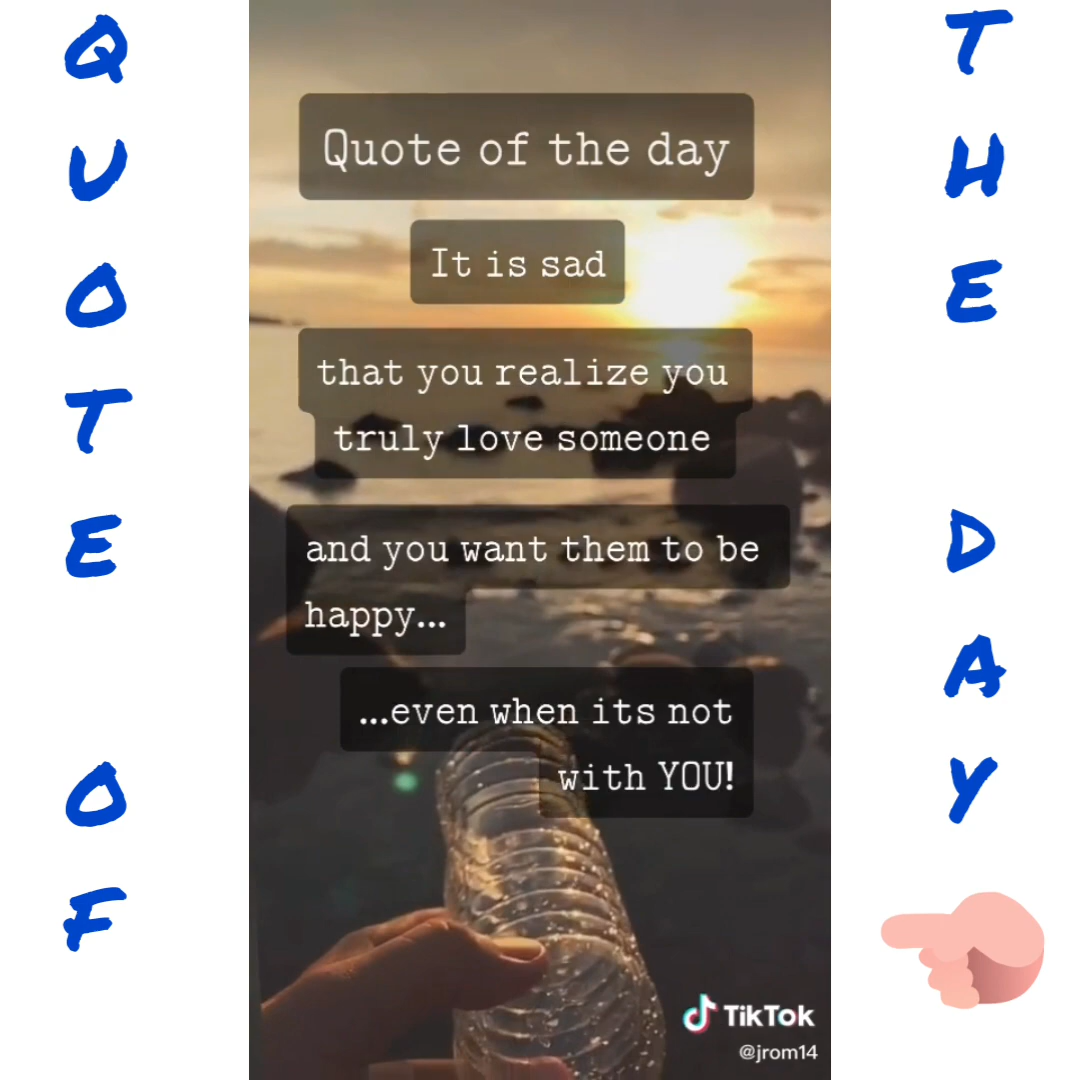 QUOTE OF
Quote of the day
It is sad
that you realize you
truly love someone
and you want them to be
happy...
...even when its not
with YOU!
TikTok
@jrom14
THE DAY